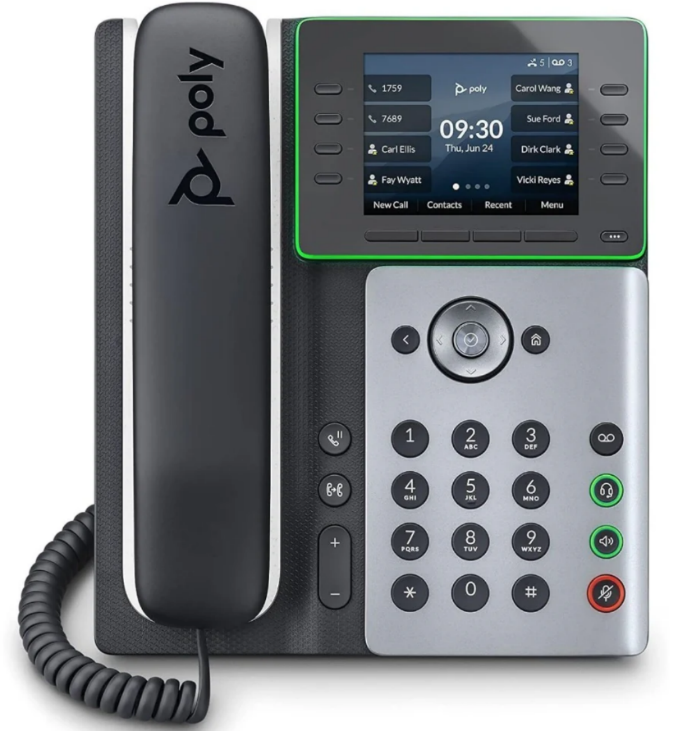 poly
5 | 3
1759
poly
Carol Wang
7689
09:30
Sue Ford
Carl Ellis
Thu, Jun 24
Dirk Clark
Fay Wyatt
Vicki Reyes
New Call Contacts Recent Menu
1 2 ABC 3 DEF
4 GHI 5 JKL 6 MNO
7 PQRS 8 TUV 9 WXYZ
* 0 #
+
−